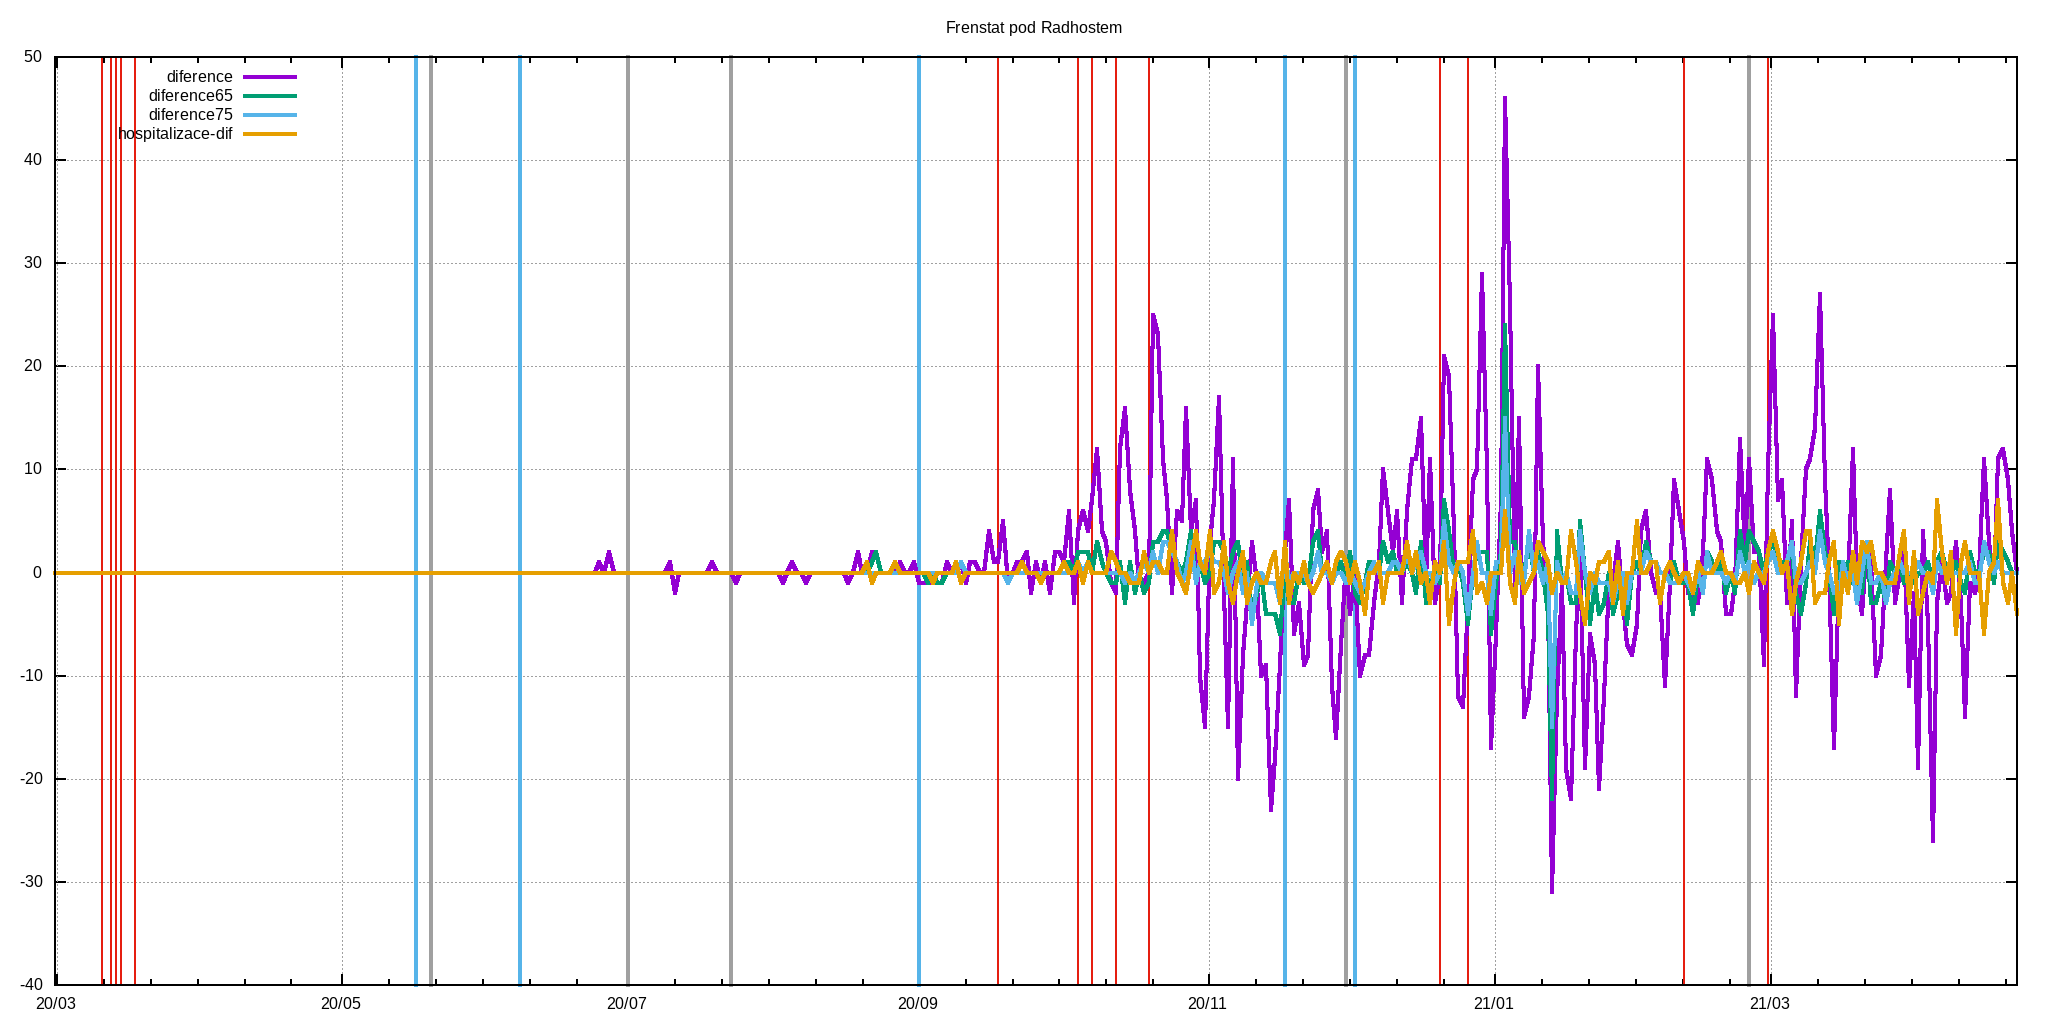 Frenstat pod Radhostem
50
40
30
20
10
0
-10
-20
-30
-40
diference
diference65
diference75
hospitalizace-dif
20/03 20/05 20/07 20/09 20/11 21/01 21/03